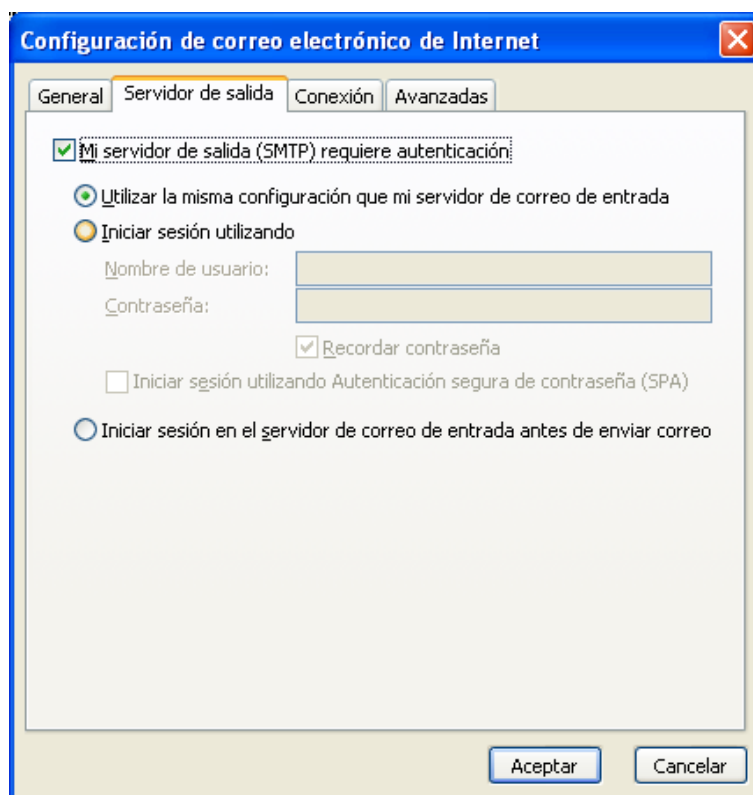 Configuración de correo electrónico de Internet
General Servidor de salida Conexión Avanzadas
Mi servidor de salida (SMTP) requiere autenticación
Utilizar la misma configuración que mi servidor de correo de entrada
Iniciar sesión utilizando
Nombre de usuario:
Contraseña:
Recordar contraseña
Iniciar sesión utilizando Autenticación segura de contraseña (SPA)
Iniciar sesión en el servidor de correo de entrada antes de enviar correo
Aceptar Cancelar